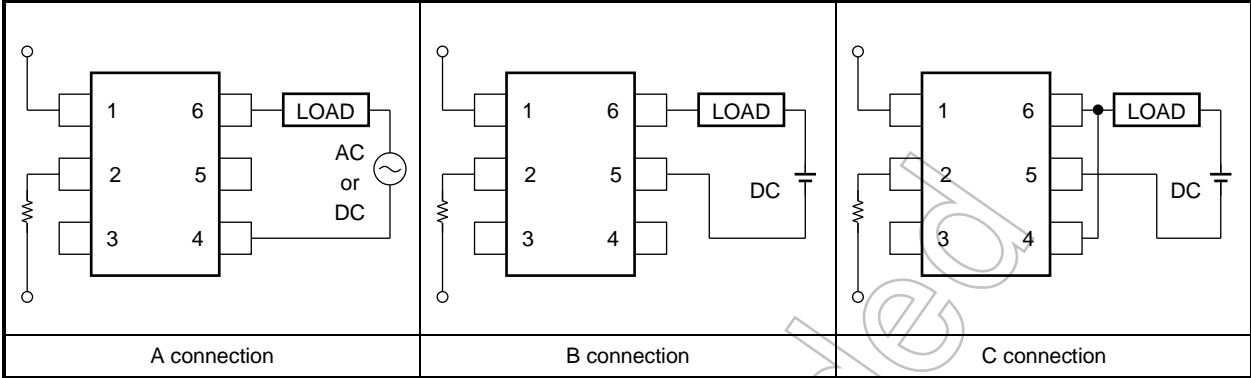 1 6 LOAD
2 5 AC or DC
3 4
A connection
1 6 LOAD
2 5 DC
3 4
B connection
1 6 LOAD
2 5 DC
3 4
C connection
ded